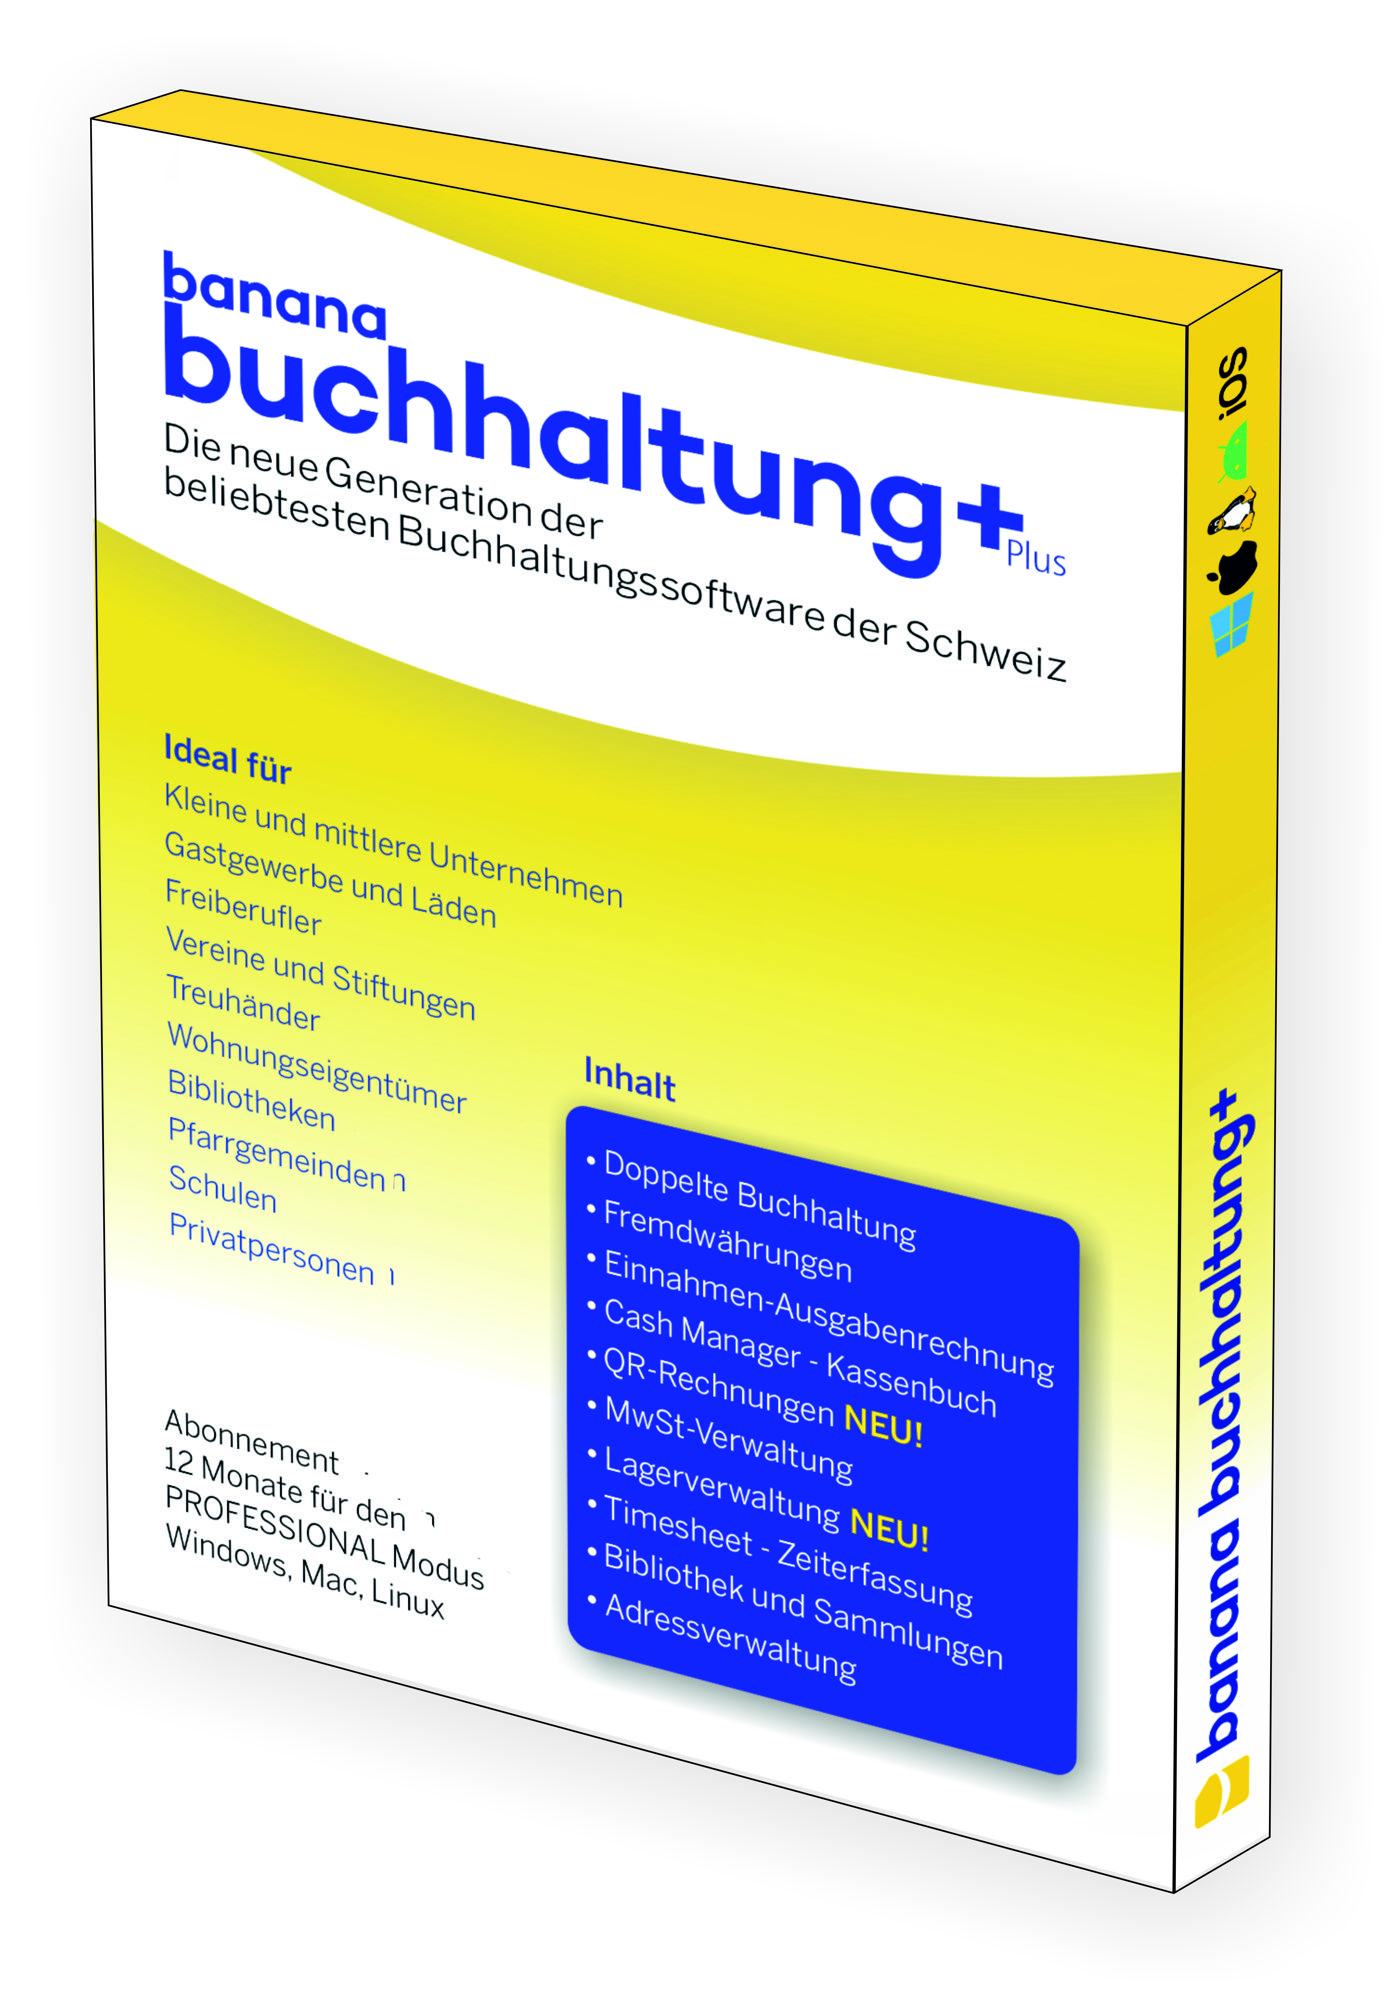 banana
buchhaltung+
Plus
Die neue Generation der
beliebtesten Buchhaltungssoftware der Schweiz
Ideal für
Kleine und mittlere Unternehmen
Gastgewerbe und Läden
Freiberufler
Vereine und Stiftungen
Treuhänder
Wohnungseigentümer
Bibliotheken
Pfarrgemeinden
Schulen
Privatpersonen
Abonnement
12 Monate für den
PROFESSIONAL Modus
Windows, Mac, Linux
Inhalt
• Doppelte Buchhaltung
• Fremdwährungen
• Einnahmen-Ausgabenrechnung
• Cash Manager - Kassenbuch
• QR-Rechnungen NEU!
• MwSt-Verwaltung
• Lagerverwaltung NEU!
• Timesheet - Zeiterfassung
• Bibliothek und Sammlungen
• Adressverwaltung
banana buchhaltung+
iOS